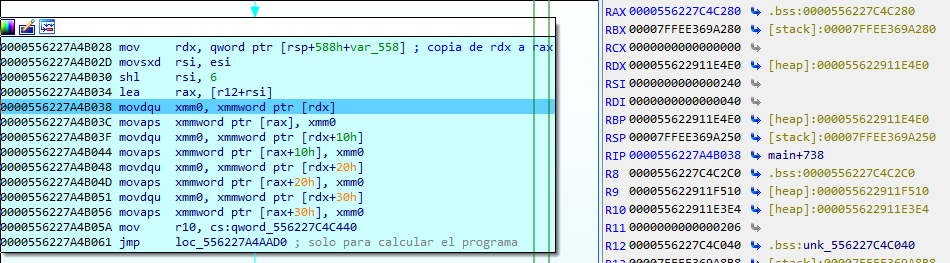 0000556227A4B028 mov rdx, qword ptr [rsp+588h+var_558] ; copia de rdx a rax
0000556227A4B02D movsxd rsi, esi
0000556227A4B030 shl rsi, 6
0000556227A4B034 lea rax, [r12+rsi]
0000556227A4B038 movdqu xmm0, xmmword ptr [rdx]
0000556227A4B03C movaps xmmword ptr [rax], xmm0
0000556227A4B03F movdqu xmm0, xmmword ptr [rdx+10h]
0000556227A4B044 movaps xmmword ptr [rax+10h], xmm0
0000556227A4B048 movdqu xmm0, xmmword ptr [rdx+20h]
0000556227A4B04D movaps xmmword ptr [rax+20h], xmm0
0000556227A4B051 movdqu xmm0, xmmword ptr [rdx+30h]
0000556227A4B056 movaps xmmword ptr [rax+30h], xmm0
0000556227A4B05A mov r10, cs:qword_556227C4C440
0000556227A4B061 jmp loc_556227A4AAD0 ; solo para calcular el programa
RAX 0000556227C4C280 .bss:0000556227C4C280
RBX 00007FFEE369A280 [stack]:00007FFEE369A280
RCX 0000000000000000
RDX 000055622911E4E0 [heap]:000055622911E4E0
RSI 0000000000000240
RDI 0000000000000040
RBP 000055622911E4E0 [heap]:000055622911E4E0
RSP 00007FFEE369A250 [stack]:00007FFEE369A250
RIP 0000556227A4B038 main+738
R8 0000556227C4C2C0 .bss:0000556227C4C2C0
R9 000055622911F510 [heap]:000055622911F510
R10 000055622911E3E4 [heap]:000055622911E3E4
R11 0000000000000206
R12 0000556227C4C040 .bss:unk_556227C4C040